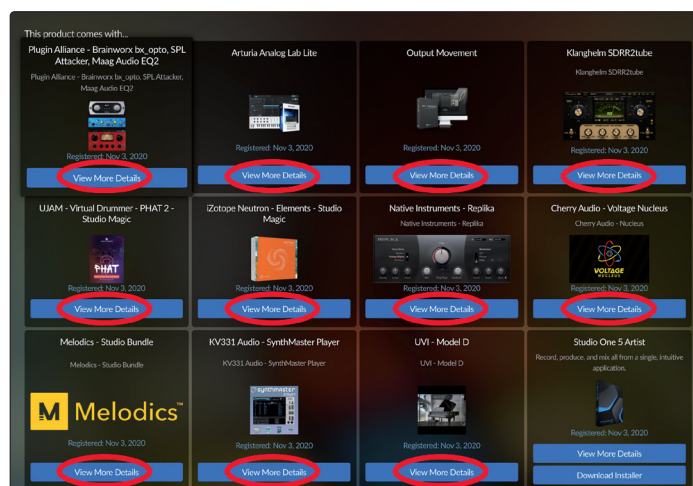 This product comes with...
Plugin Alliance - Brainworx bx_opto, SPL
Attacker, Maag Audio EQ2
Plugin Alliance - Brainworx bx_opto, SPL Attacker,
Maag Audio EQ2
Registered: Nov 3, 2020
View More Details
Arturia Analog Lab Lite
Registered: Nov 3, 2020
View More Details
Output Movement
Registered: Nov 3, 2020
View More Details
Klanghelm SDRR2tube
Klanghelm SDRR2tube
Registered: Nov 3, 2020
View More Details
UJAM - Virtual Drummer - PHAT 2 -
Studio Magic
PHAT
Registered: Nov 3, 2020
View More Details
iZotope Neutron - Elements - Studio
Magic
Registered: Nov 3, 2020
View More Details
Native Instruments - Replika
Native Instruments - Replika
REPLIKA
Registered: Nov 3, 2020
View More Details
Cherry Audio - Voltage Nucleus
Cherry Audio - Nucleus
VOLTAGE
NUCLEUS
Registered: Nov 3, 2020
View More Details
Melodics - Studio Bundle
Melodics - Studio Bundle
M Melodics™
Registered: Nov 3, 2020
View More Details
KV331 Audio - SynthMaster Player
KV331 Audio - SynthMaster Player
synthmaster
Registered: Nov 3, 2020
View More Details
UVI - Model D
UVI - Model D
Registered: Nov 3, 2020
View More Details
Studio One 5 Artist
Record, produce, and mix all from a single, intuitive
application.
Registered: Nov 3, 2020
View More Details
Download Installer